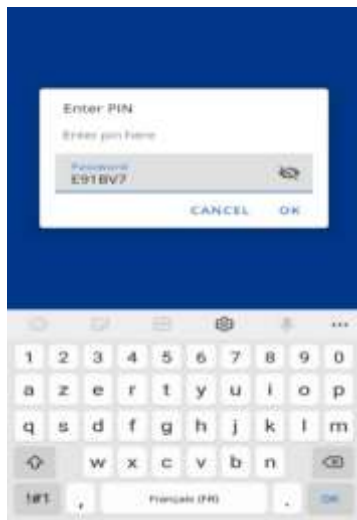 Enter PIN
Enter pin here
Password
E91BV7
CANCEL OK
1 2 3 4 5 6 7 8 9 0
a z e r t y u i o p
q s d f g h j k l m
w x c v b n
!#1 , Français (FR) . OK